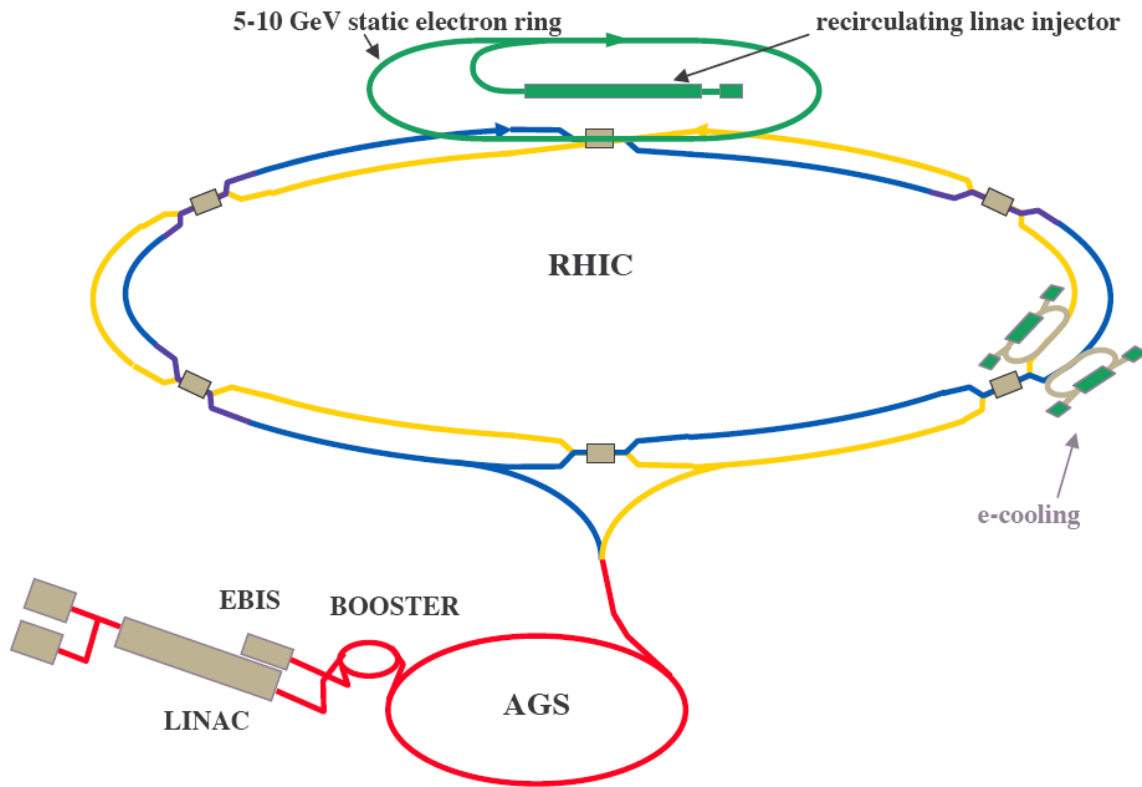 5-10 GeV static electron ring
recirculating linac injector
RHIC
e-cooling
EBIS
BOOSTER
LINAC
AGS